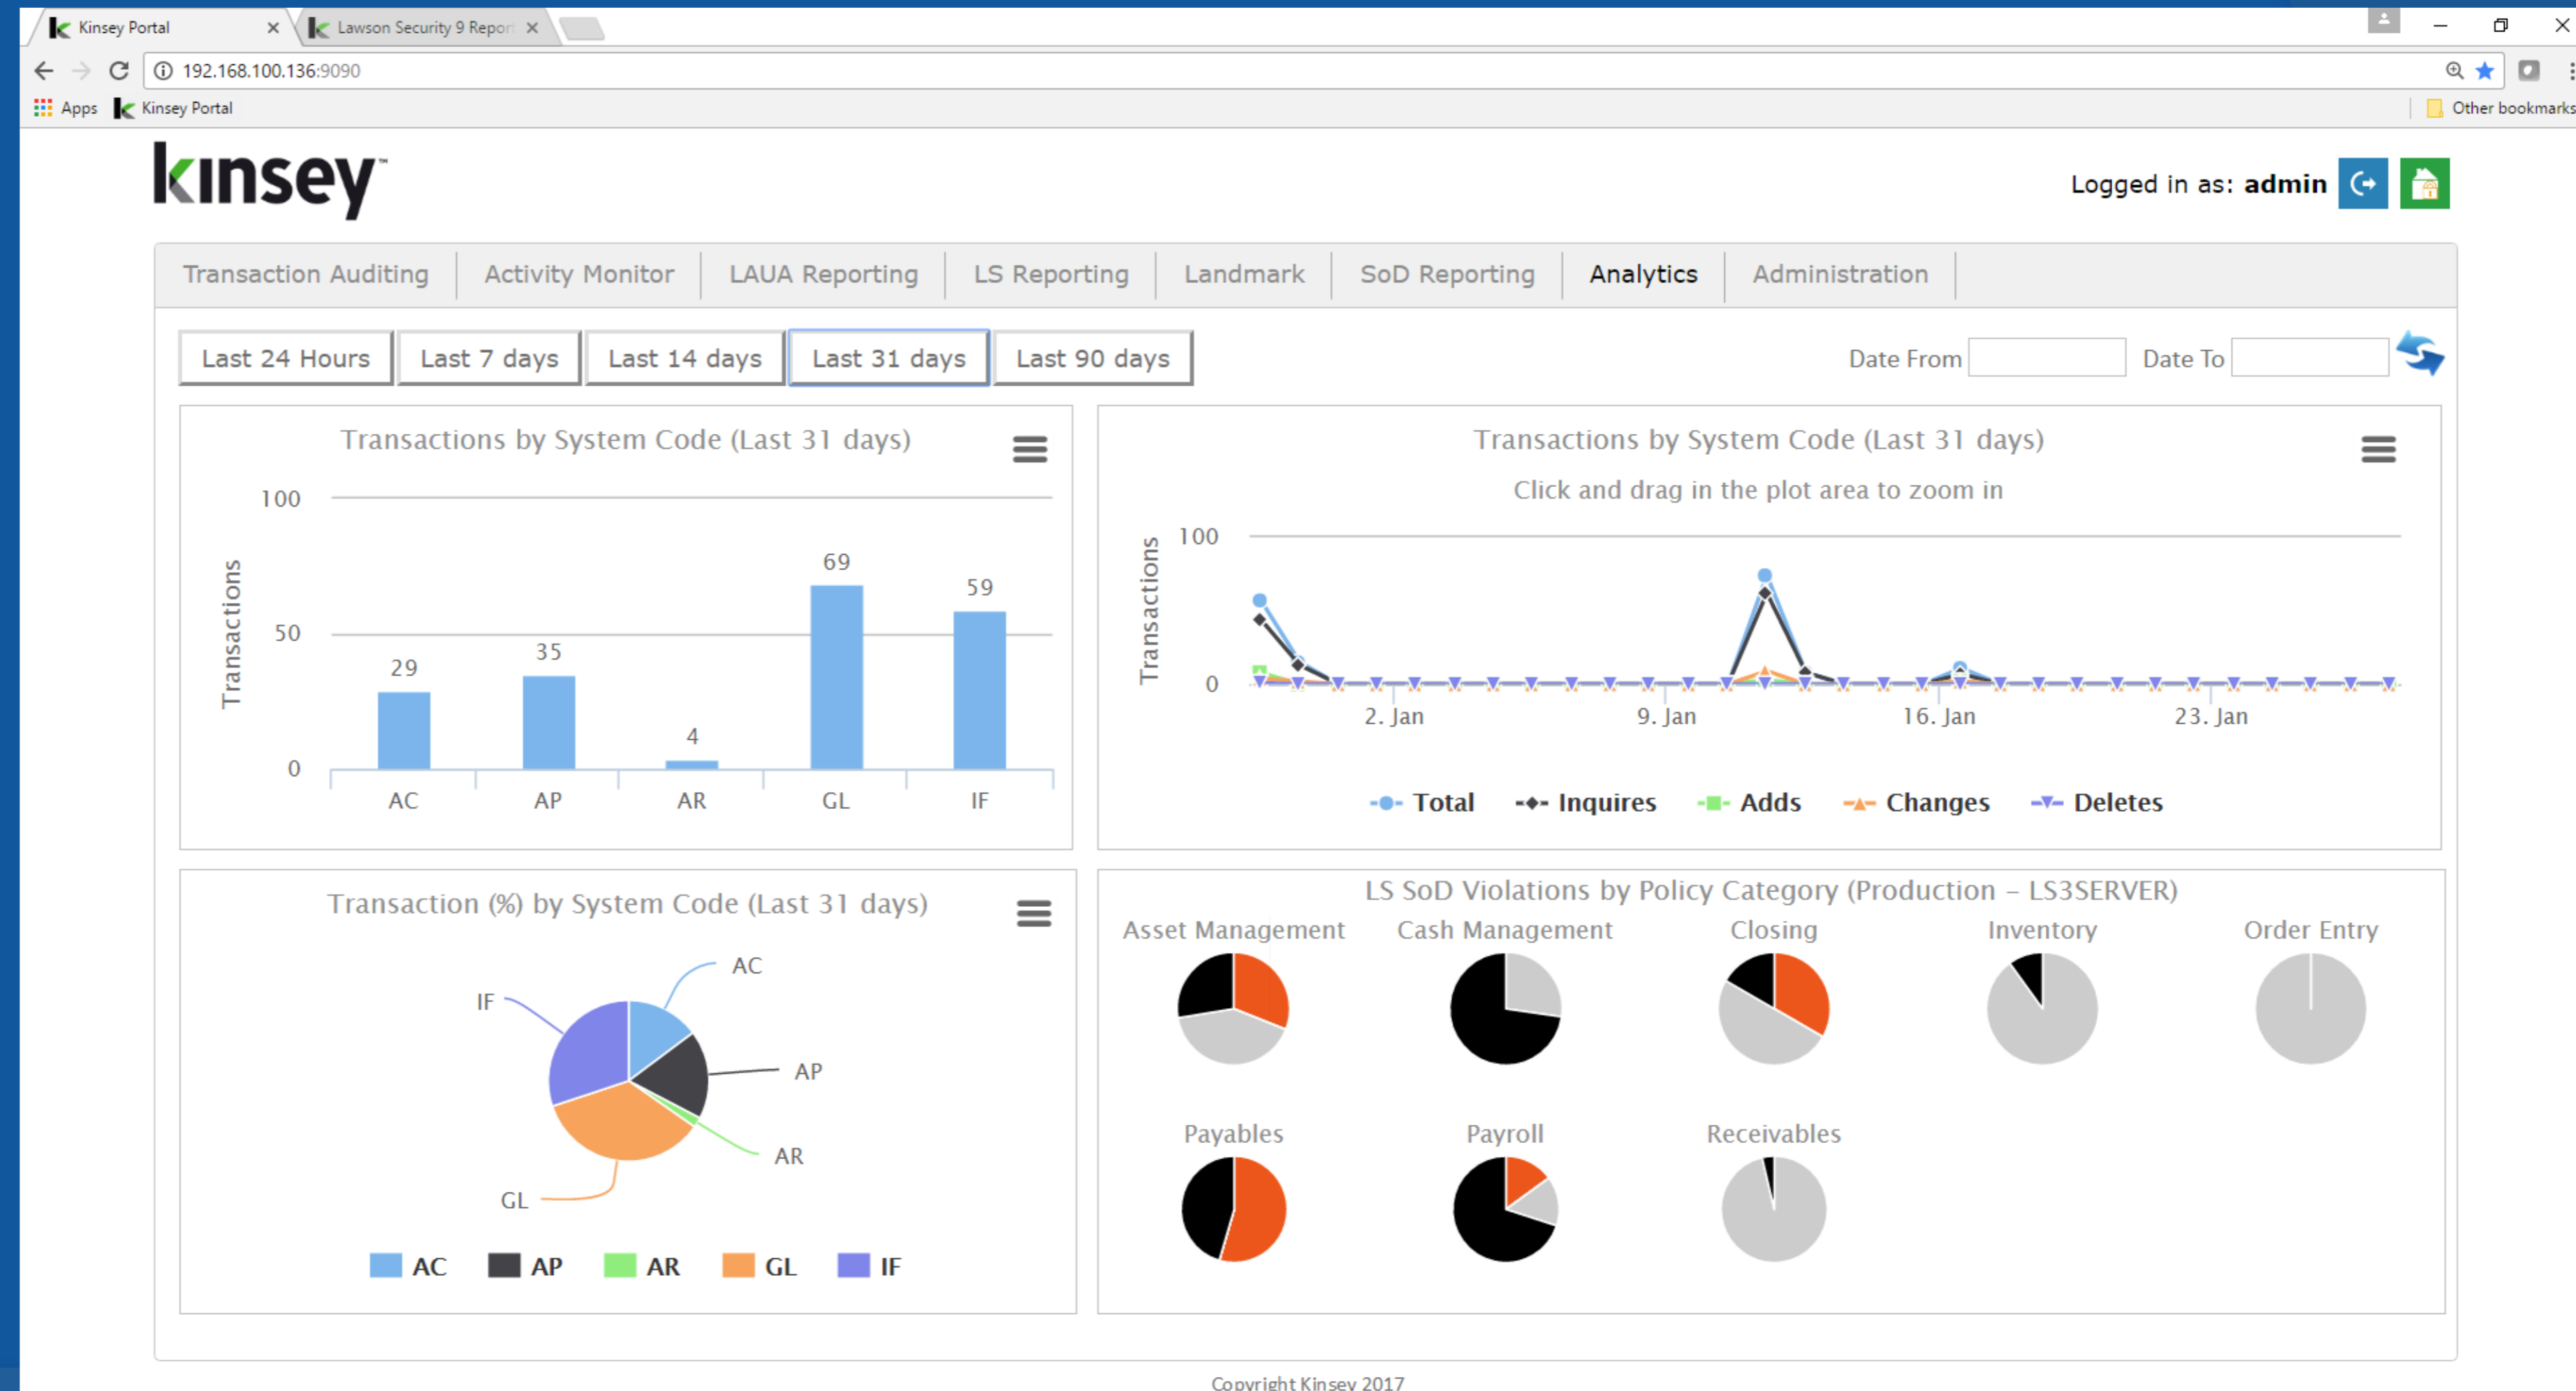 Kinsey Portal
Lawson Security 9 Report
192.168.100.136:9090
Apps Kinsey Portal Other bookmarks
kinsey™
Logged in as: admin
Transaction Auditing Activity Monitor LAUA Reporting LS Reporting Landmark SoD Reporting Analytics Administration
Last 24 Hours Last 7 days Last 14 days Last 31 days Last 90 days Date From Date To
Transactions by System Code (Last 31 days)
100
50
0
Transactions
29
35
4
69
59
AC AP AR GL IF
Transactions by System Code (Last 31 days)
Click and drag in the plot area to zoom in
100
0
Transactions
2. Jan 9. Jan 16. Jan 23. Jan
Total Inquires Adds Changes Deletes
Transaction (%) by System Code (Last 31 days)
AC
IF
AP
AR
GL
AC AP AR GL IF
LS SoD Violations by Policy Category (Production - LS3SERVER)
Asset Management Cash Management Closing Inventory Order Entry
Payables Payroll Receivables
Copyright Kinsey 2017